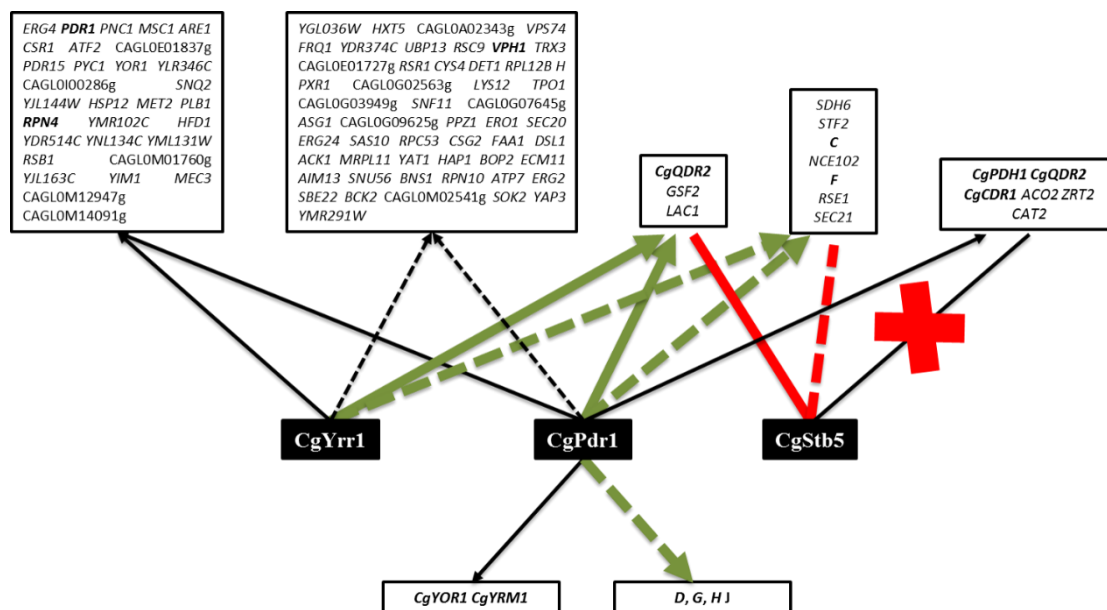 ERG4 PDR1 PNC1 MSC1 ARE1
CSR1 ATF2 CAGL0E01837g
PDR15 PYC1 YOR1 YLR346C
CAGL0I00286g SNQ2
YJL144W HSP12 MET2 PLB1
RPN4 YMR102C HFD1
YDR514C YNL134C YML131W
RSB1 CAGL0M01760g
YJL163C YIM1 MEC3
CAGL0M12947g
CAGL0M14091g
YGL036W HXT5 CAGL0A02343g VPS74
FRQ1 YDR374C UBP13 RSC9 VPH1 TRX3
CAGL0E01727g RSR1 CYS4 DET1 RPL12B H
PXR1 CAGL0G02563g LYS12 TPO1
CAGL0G03949g SNF11 CAGL0G07645g
ASG1 CAGL0G09625g PPZ1 ERO1 SEC20
ERG24 SAS10 RPC53 CSG2 FAA1 DSL1
ACK1 MRPL11 YAT1 HAP1 BOP2 ECM11
AIM13 SNU56 BNS1 RPN10 ATP7 ERG2
SBE22 BCK2 CAGL0M02541g SOK2 YAP3
YMR291W
CgQDR2
GSF2
LAC1
SDH6
STF2
C
NCE102
F
RSE1
SEC21
CgPDH1 CgQDR2
CgCDR1 ACO2 ZRT2
CAT2
CgYrr1
CgPdr1
CgStb5
CgYOR1 CgYRM1
D, G, H J